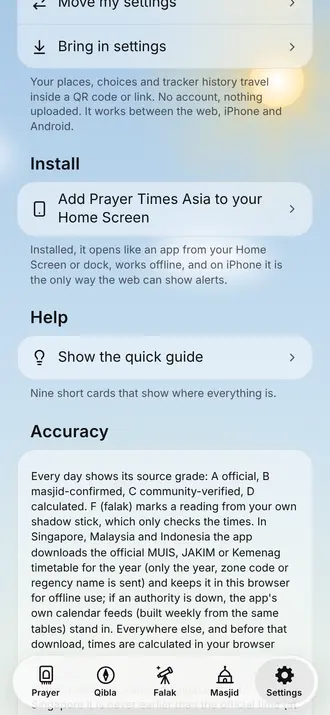 Move my settings
Bring in settings
Your places, choices and tracker history travel
inside a QR code or link. No account, nothing
uploaded. It works between the web, iPhone and
Android.
Install
Add Prayer Times Asia to your
Home Screen
Installed, it opens like an app from your Home
Screen or dock, works offline, and on iPhone it is
the only way the web can show alerts.
Help
Show the quick guide
Nine short cards that show where everything is.
Accuracy
Every day shows its source grade: A official, B
masjid-confirmed, C community-verified, D
calculated. F (falak) marks a reading from your own
shadow stick, which only checks the times. In
Singapore, Malaysia and Indonesia the app
downloads the official MUIS, JAKIM or Kemenag
timetable for the year (only the year, zone code or
regency name is sent) and keeps it in this browser
for offline use; if an authority is down, the app's
own calendar feeds (built weekly from the same
tables) stand in. Everywhere else, and before that
download, times are calculated in your browser
Prayer
Qibla
Falak
Masjid
Settings